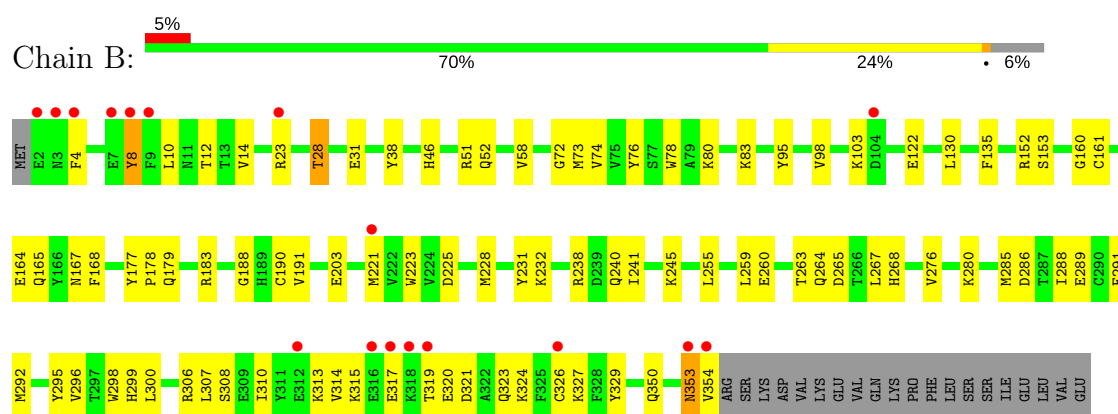 5%
Chain B:
70% 24% • 6%
MET E2 N3 F4 E7 Y8 F9 L10 N11 T12 T13 V14 R23 T28 E31 Y38 H46 R51 Q52 V58 G72 M73 V74 V75 Y76 S77 W78 A79 K80 K83 Y95 V98 K103 D104 E122 L130 F135 R152 S153 G160 C161
E164 Q165 Y166 N167 F168 Y177 P178 Q179 R183 G188 H189 C190 V191 E203 M221 V222 W223 V224 D225 M228 Y231 K232 R238 D239 Q240 I241 K245 L255 L259 E260 T263 Q264 D265 T266 L267 H268 V276 K280 M285 D286 T287 I288 E289 C290
M292 Y295 V296 T297 W298 H299 L300 R306 L307 S308 E309 I310 Y311 E312 K313 V314 K315 E316 E317 K318 T319 E320 D321 A322 Q323 K324 F325 C326 K327 F328 Y329 Q350 N353 V354 ARG SER LYS ASP VAL LYS GLU VAL GLN LYS PRO PHE LEU SER SER ILE GLU LEU VAL GLU